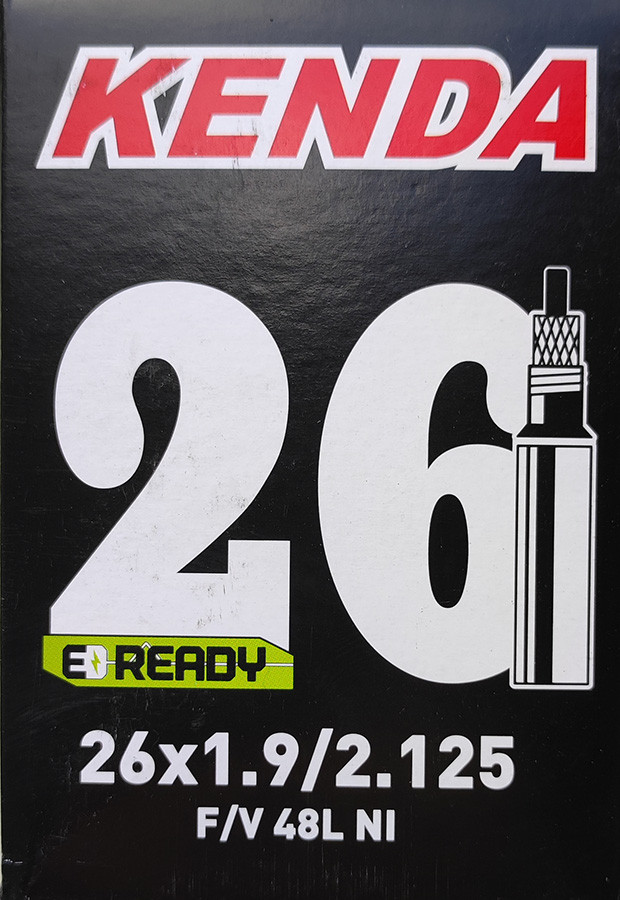 KENDA
26
E READY
26x1.9/2.125
F/V 48L NI